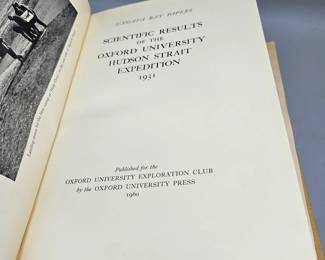 UNGAVA BAY PAPERS
SCIENTIFIC RESULTS
OF THE
OXFORD UNIVERSITY
HUDSON STRAIT
EXPEDITION
1931
Published for the
OXFORD UNIVERSITY EXPLORATION CLUB
by the OXFORD UNIVERSITY PRESS
1960